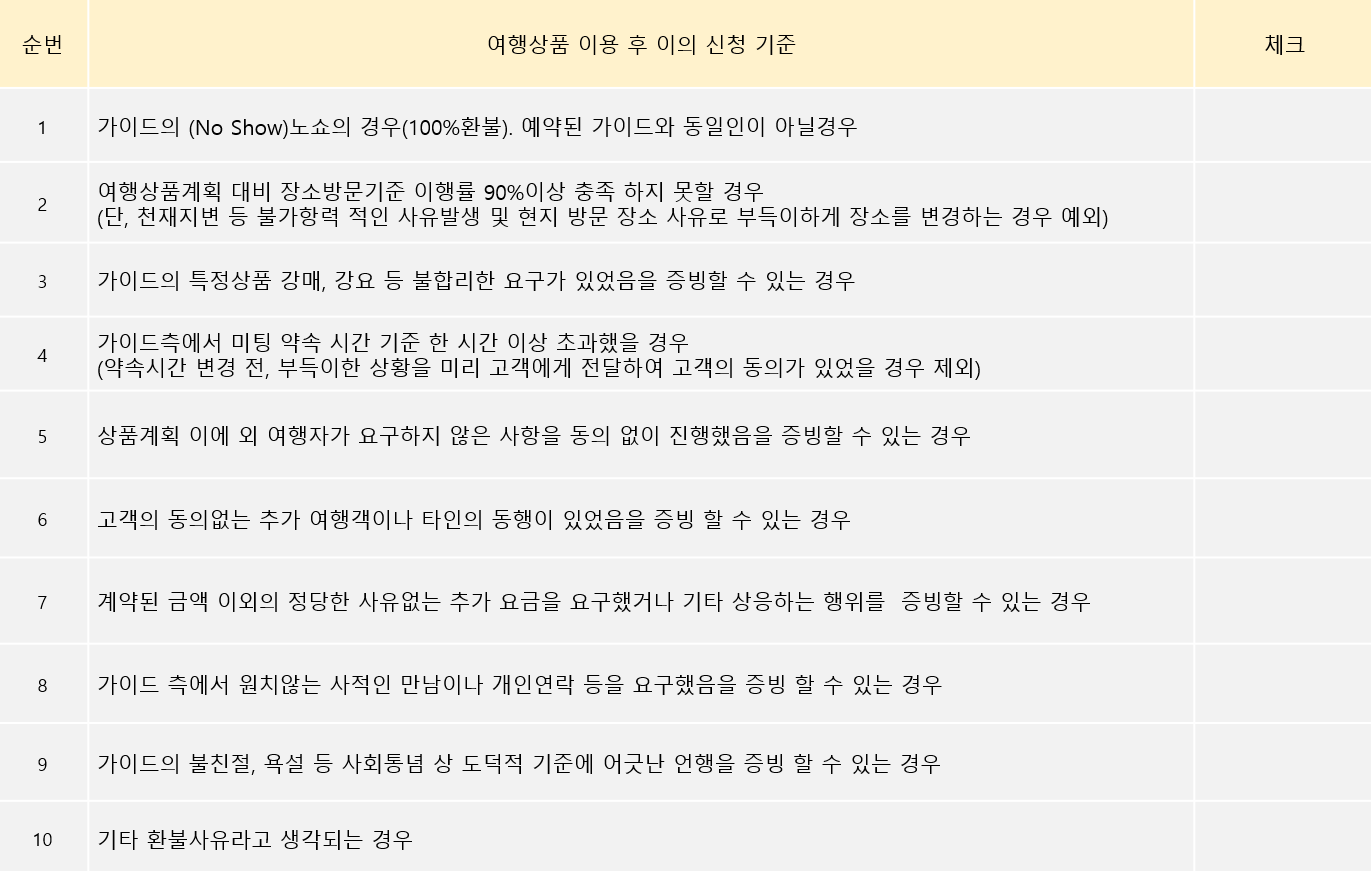 순번 여행상품 이용 후 이의 신청 기준 체크
1 가이드의 (No Show)노쇼의 경우(100%환불). 예약된 가이드와 동일인이 아닐경우
2 여행상품계획 대비 장소방문기준 이행률 90%이상 충족 하지 못할 경우
(단, 천재지변 등 불가항력 적인 사유발생 및 현지 방문 장소 사유로 부득이하게 장소를 변경하는 경우 예외)
3 가이드의 특정상품 강매, 강요 등 불합리한 요구가 있었음을 증빙할 수 있는 경우
4 가이드측에서 미팅 약속 시간 기준 한 시간 이상 초과했을 경우
(약속시간 변경 전, 부득이한 상황을 미리 고객에게 전달하여 고객의 동의가 있었을 경우 제외)
5 상품계획 이에 외 여행자가 요구하지 않은 사항을 동의 없이 진행했음을 증빙할 수 있는 경우
6 고객의 동의없는 추가 여행객이나 타인의 동행이 있었음을 증빙 할 수 있는 경우
7 계약된 금액 이외의 정당한 사유없는 추가 요금을 요구했거나 기타 상응하는 행위를  증빙할 수 있는 경우
8 가이드 측에서 원치않는 사적인 만남이나 개인연락 등을 요구했음을 증빙 할 수 있는 경우
9 가이드의 불친절, 욕설 등 사회통념 상 도덕적 기준에 어긋난 언행을 증빙 할 수 있는 경우
10 기타 환불사유라고 생각되는 경우